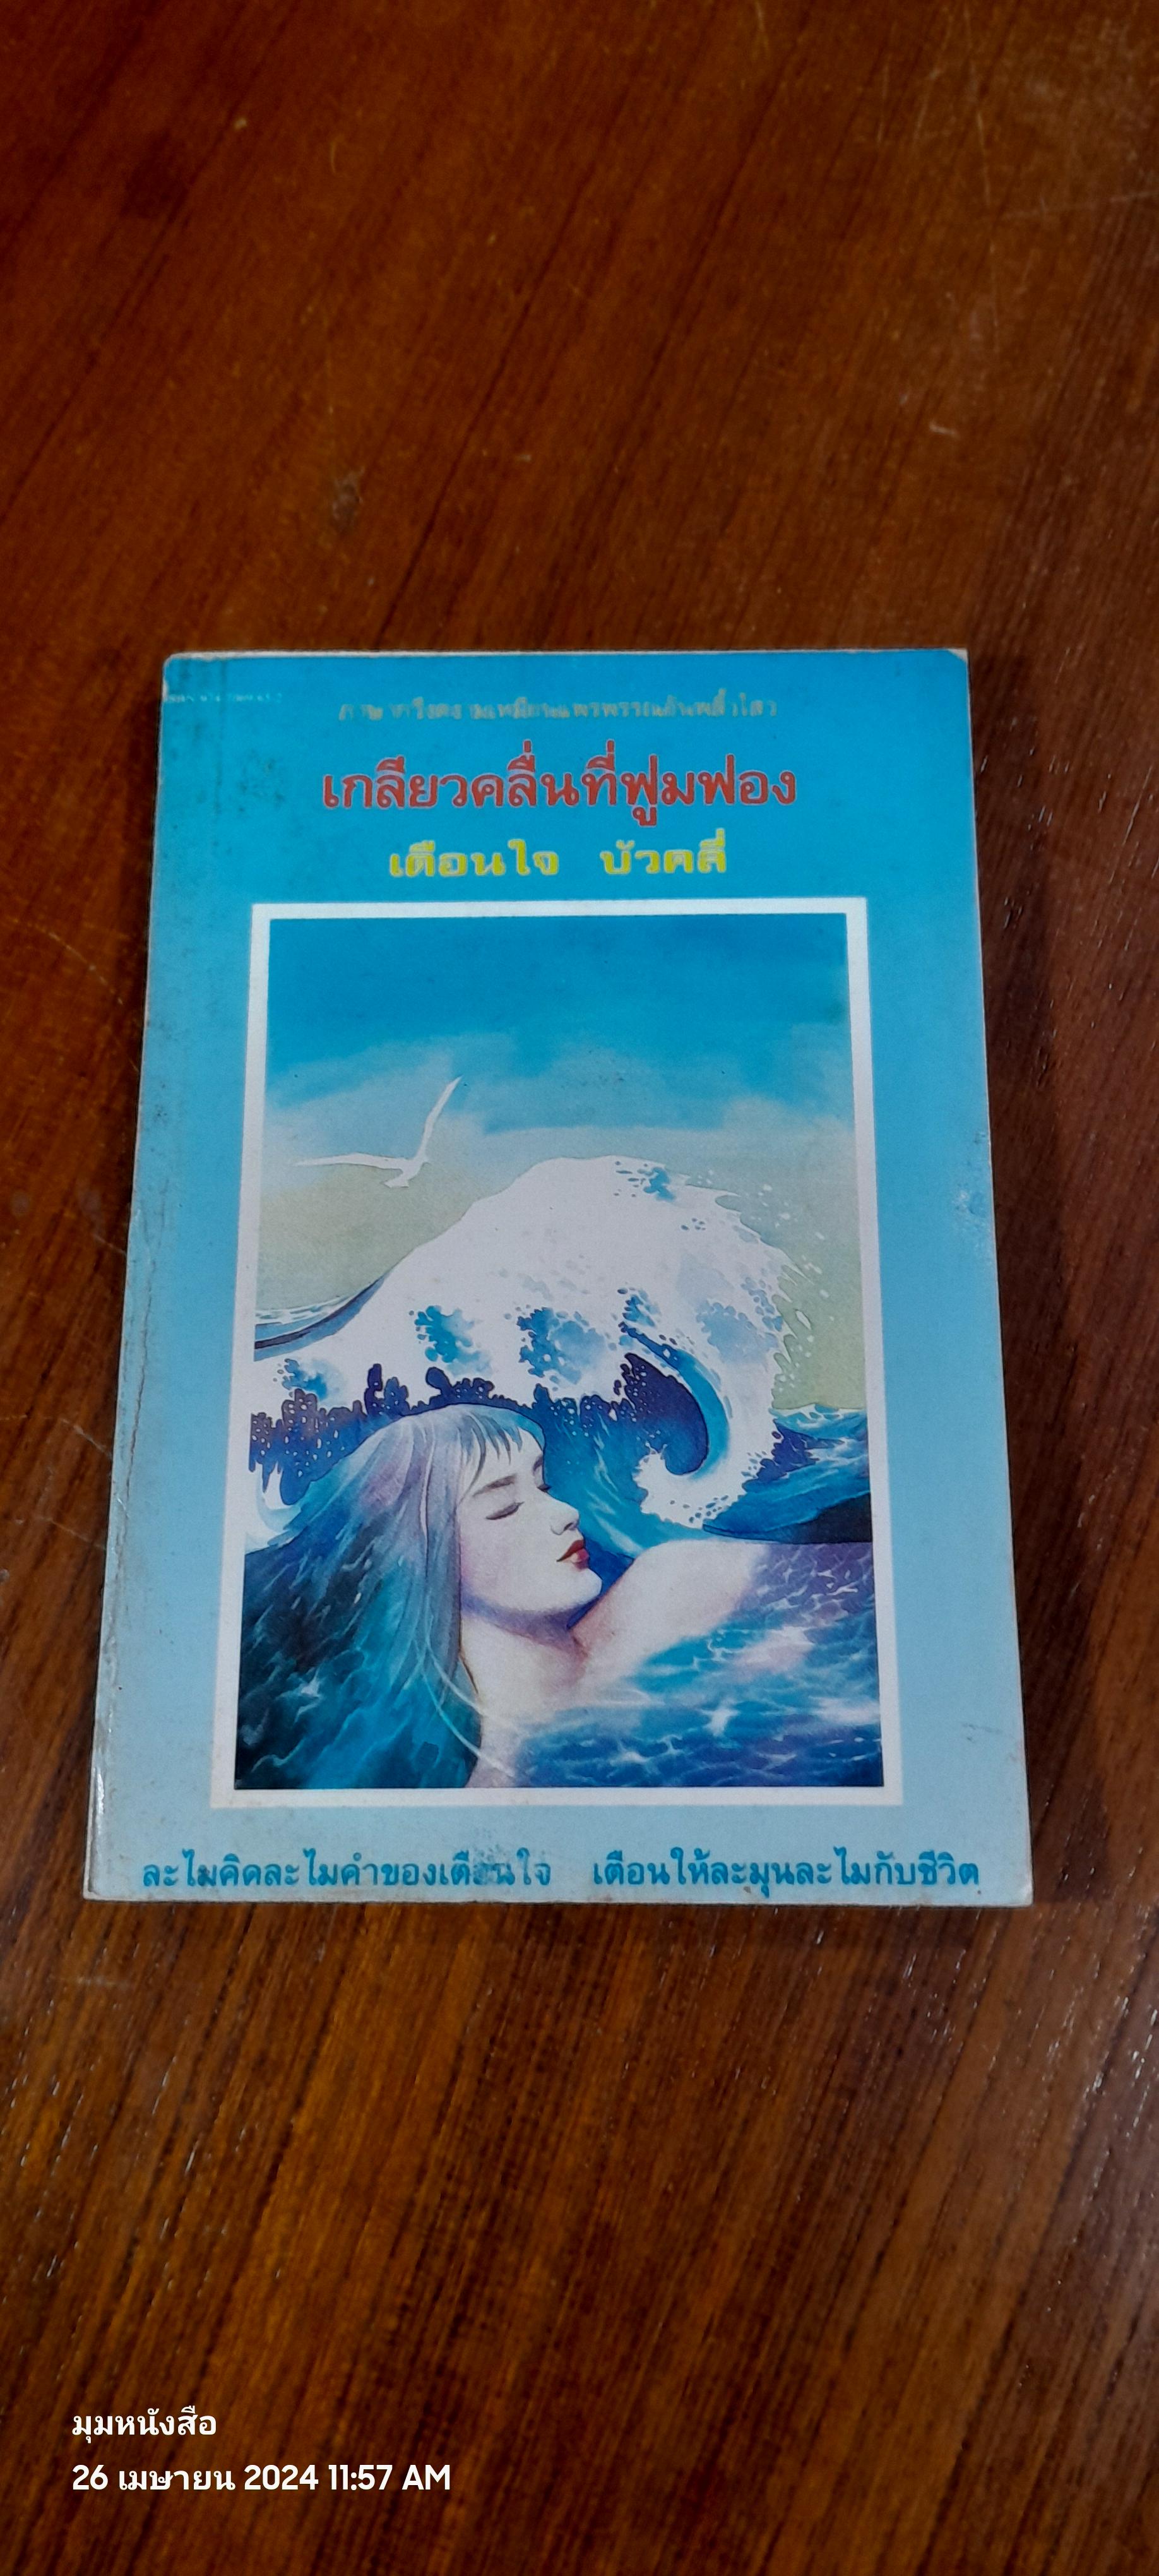 เกลียวคลื่นที่ฟูมฟอง
เตือนใจ บัวคลี่
ละไมคิดละไมคำของเตือนใจ เตือนให้ละมุนละไมกับชีวิต
มุมหนังสือ
26 เมษายน 2024 11:57 AM